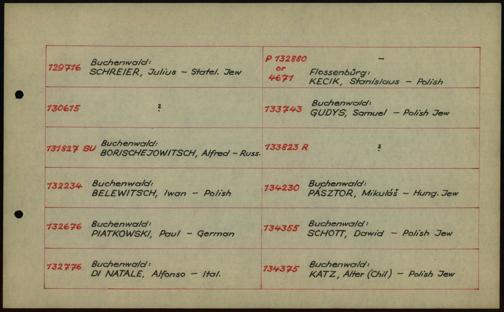 129716 Buchenwald:
SCHREIER, Julius – Statel. Jew
130615 ?
131827 SU Buchenwald:
BORISCHEJOWITSCH, Alfred – Russ.
132234 Buchenwald:
BELEWITSCH, Iwan – Polish
132676 Buchenwald:
PIATKOWSKI, Paul – German
132776 Buchenwald:
DI NATALE, Alfonso – Ital.
P 132880 –
or
4671 Flossenbürg:
KECIK, Stanislaus – Polish
133743 Buchenwald:
GUDYS, Samuel – Polish Jew
133823 R ?
134230 Buchenwald:
PASZTOR, Mikuláš – Hung. Jew
134355 Buchenwald:
SCHOTT, Dawid – Polish Jew
134375 Buchenwald:
KATZ, Alter (Chil) – Polish Jew